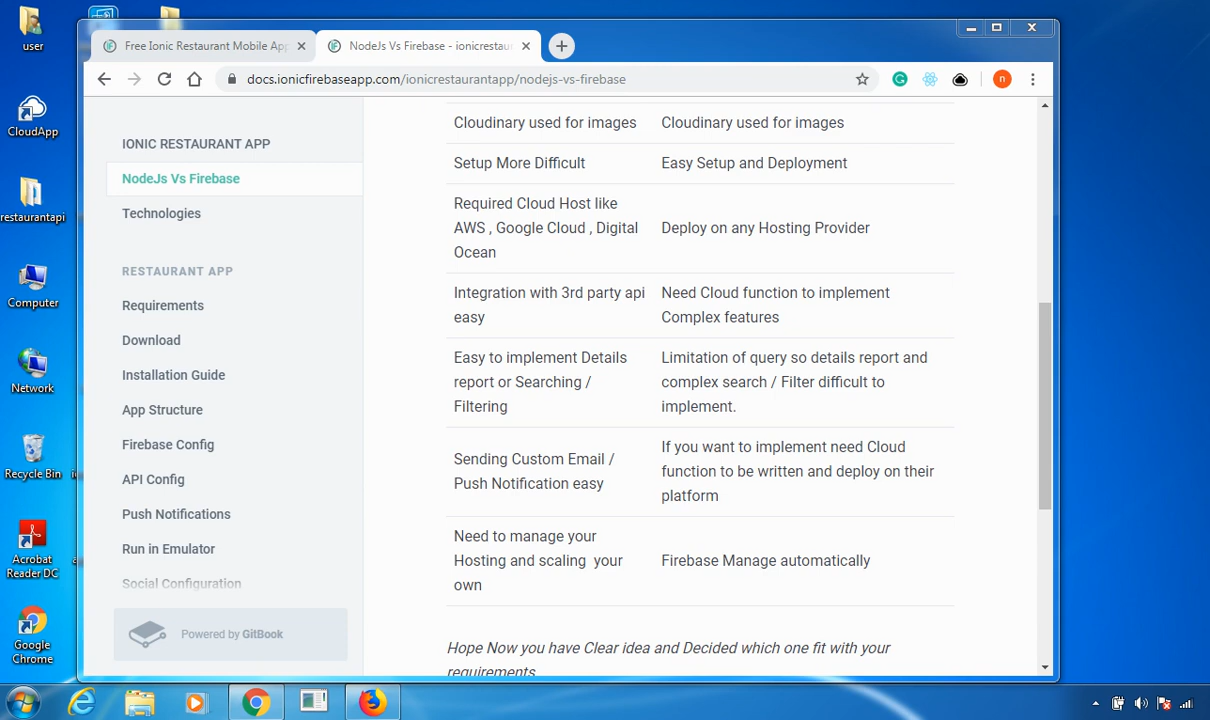 user
CloudApp
restaurantapi
Computer
Network
Recycle Bin
Acrobat
Reader DC
Google
Chrome
Free Ionic Restaurant Mobile App
NodeJs Vs Firebase - ionicrestau
docs.ionicfirebaseapp.com/ionicrestaurantapp/nodejs-vs-firebase
n
IONIC RESTAURANT APP
NodeJs Vs Firebase
Technologies
RESTAURANT APP
Requirements
Download
Installation Guide
App Structure
Firebase Config
API Config
Push Notifications
Run in Emulator
Social Configuration
Powered by GitBook
Cloudinary used for images
Cloudinary used for images
Setup More Difficult
Easy Setup and Deployment
Required Cloud Host like
AWS , Google Cloud , Digital
Ocean
Deploy on any Hosting Provider
Integration with 3rd party api
easy
Need Cloud function to implement
Complex features
Easy to implement Details
report or Searching /
Filtering
Limitation of query so details report and
complex search / Filter difficult to
implement.
Sending Custom Email /
Push Notification easy
If you want to implement need Cloud
function to be written and deploy on their
platform
Need to manage your
Hosting and scaling your
own
Firebase Manage automatically
Hope Now you have Clear idea and Decided which one fit with your
requirements